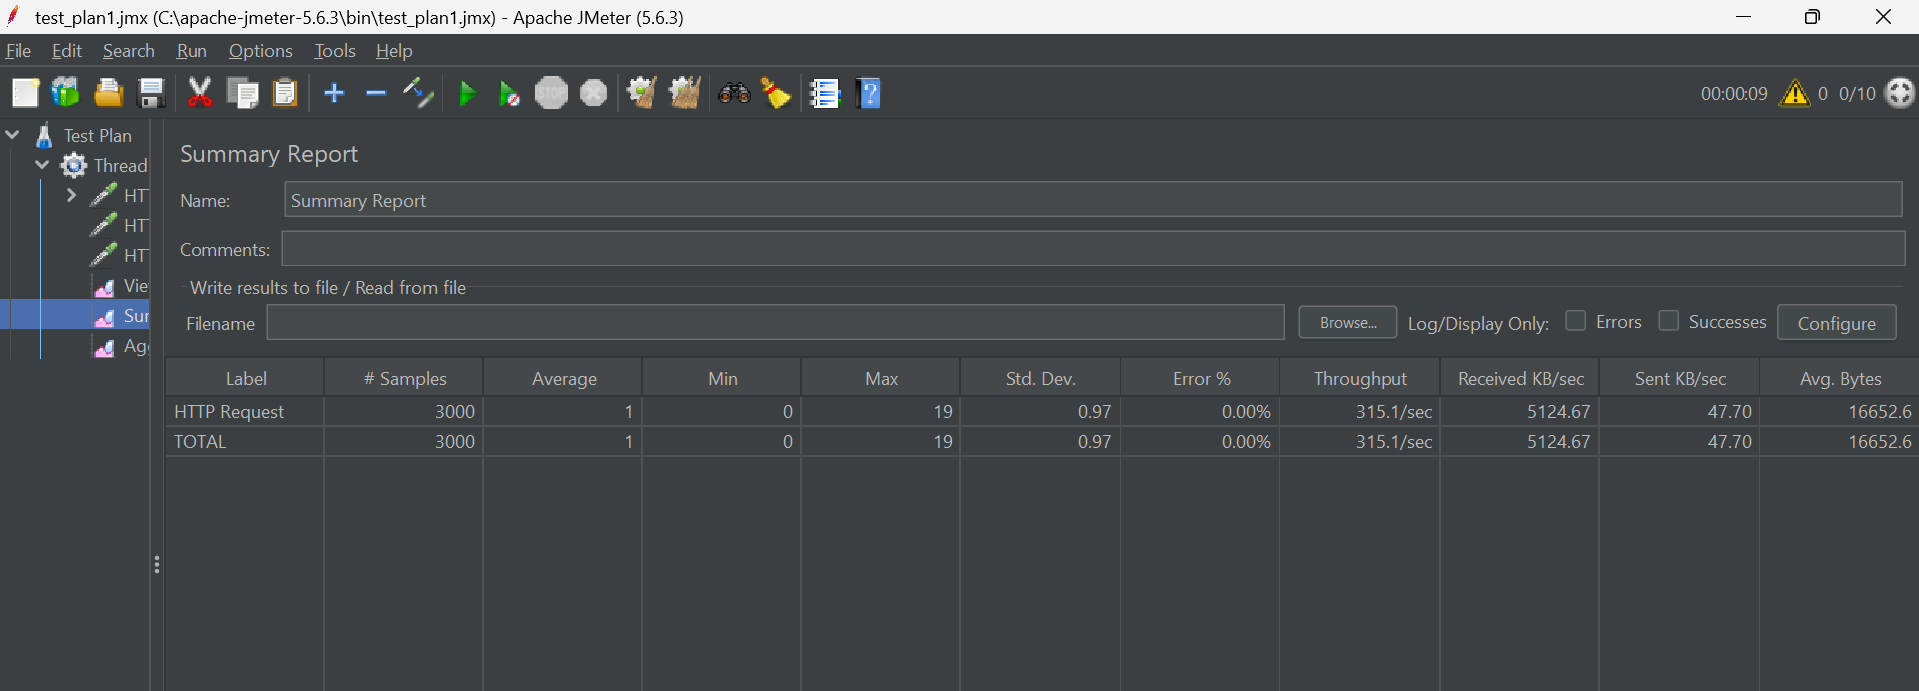 test_plan1.jmx (C:\apache-jmeter-5.6.3\bin\test_plan1.jmx) - Apache JMeter (5.6.3)
File Edit Search Run Options Tools Help
STOP
00:00:09 0 0/10
Test Plan
Thread
HT
HT
HT
Vie
Sur
Ag
Summary Report
Name: Summary Report
Comments:
Write results to file / Read from file
Filename Browse... Log/Display Only: Errors Successes Configure
Label # Samples Average Min Max Std. Dev. Error % Throughput Received KB/sec Sent KB/sec Avg. Bytes
HTTP Request 3000 1 0 19 0.97 0.00% 315.1/sec 5124.67 47.70 16652.6
TOTAL 3000 1 0 19 0.97 0.00% 315.1/sec 5124.67 47.70 16652.6